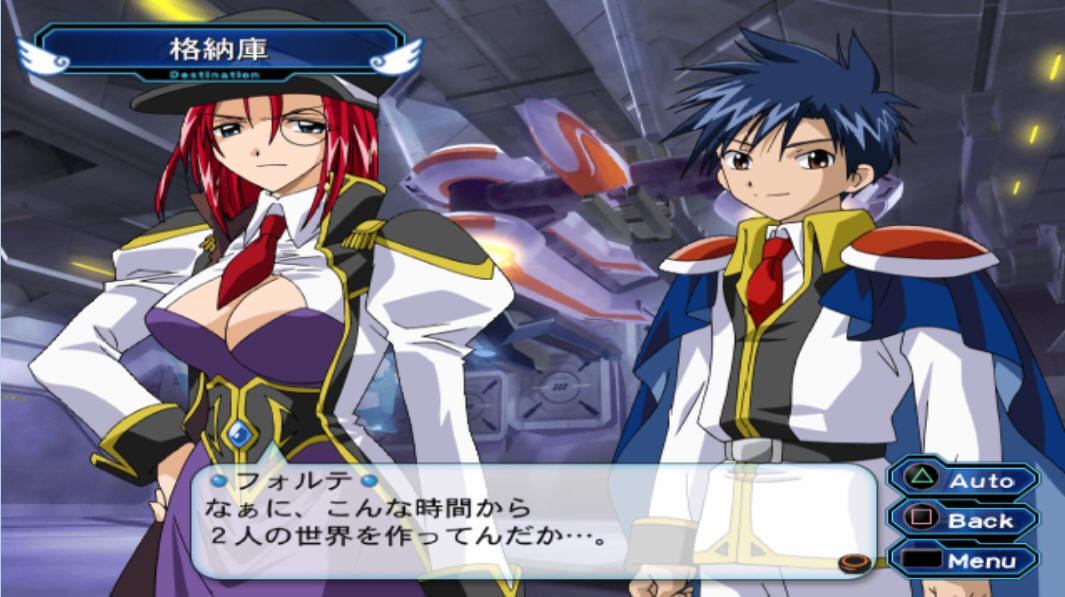 格納庫
Destination
フォルテ
なぁに、こんな時間から
２人の世界を作ってんだか…。
Auto
Back
Menu